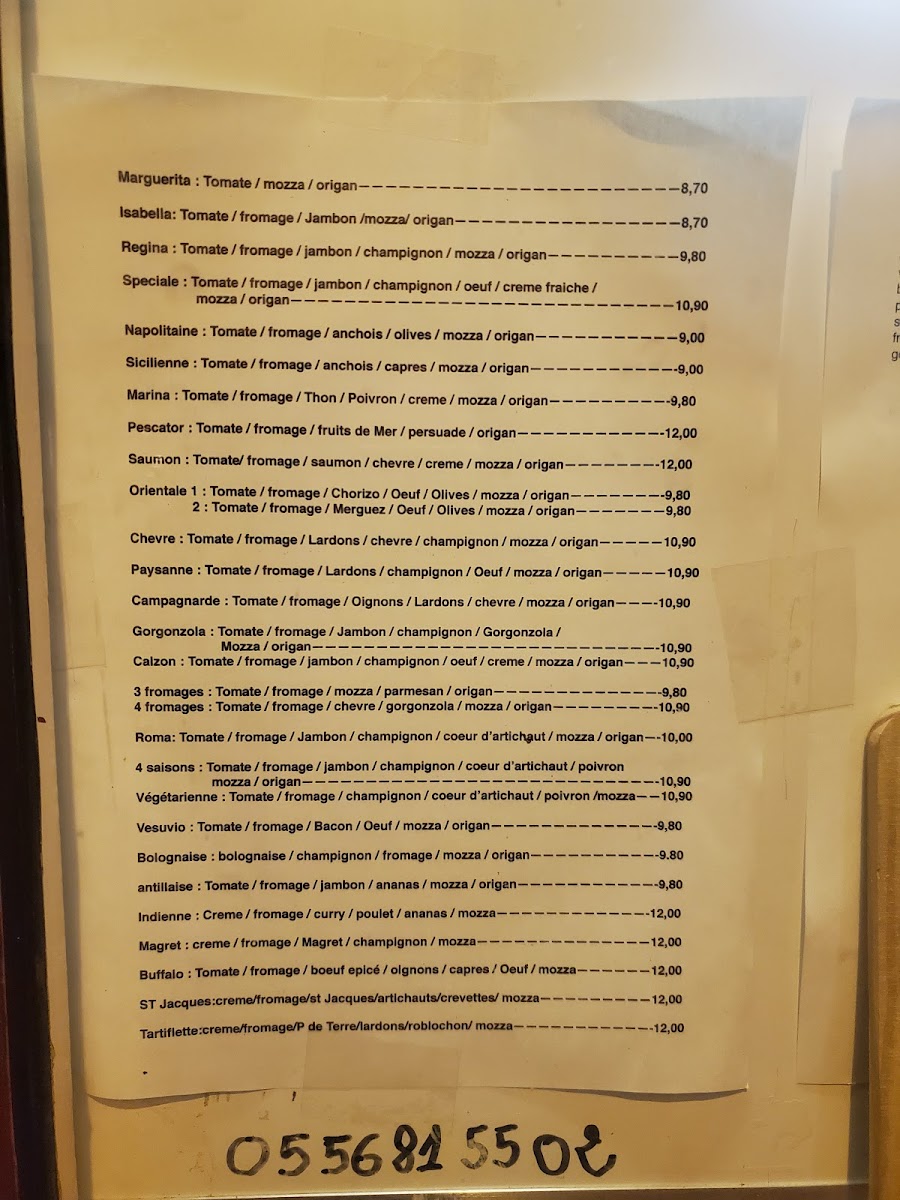 Marguerita : Tomate / mozza / origan————————————————————8,70
Isabella: Tomate / fromage / Jambon /mozza/ origan——————————————8,70
Regina : Tomate / fromage / jambon / champignon / mozza / origan————————9,80
Speciale : Tomate / fromage / jambon / champignon / oeuf / creme fraiche /
mozza / origan————————————————————————10,90
Napolitaine : Tomate / fromage / anchois / olives / mozza / origan—————————9,00
Sicilienne : Tomate / fromage / anchois / capres / mozza / origan—————————-9,00
Marina : Tomate / fromage / Thon / Poivron / creme / mozza / origan————————-9,80
Pescator : Tomate / fromage / fruits de Mer / persuade / origan——————————-12,00
Saumon : Tomate/ fromage / saumon / chevre / creme / mozza / origan———————-12,00
Orientale 1 : Tomate / fromage / Chorizo / Oeuf / Olives / mozza / origan———————-9,80
2 : Tomate / fromage / Merguez / Oeuf / Olives / mozza / origan——————9,80
Chevre : Tomate / fromage / Lardons / chevre / champignon / mozza / origan—————10,90
Paysanne : Tomate / fromage / Lardons / champignon / Oeuf / mozza / origan—————10,90
Campagnarde : Tomate / fromage / Oignons / Lardons / chevre / mozza / origan———-10,90
Gorgonzola : Tomate / fromage / Jambon / champignon / Gorgonzola /
Mozza / origan——————————————————————-10,90
Calzon : Tomate / fromage / jambon / champignon / oeuf / creme / mozza / origan———10,90
3 fromages : Tomate / fromage / mozza / parmesan / origan————————————-9,80
4 fromages : Tomate / fromage / chevre / gorgonzola / mozza / origan————————-10,90
Roma: Tomate / fromage / Jambon / champignon / coeur d'artichaut / mozza / origan—-10,00
4 saisons : Tomate / fromage / jambon / champignon / coeur d'artichaut / poivron
mozza / origan———————————————————————-10,90
Végétarienne : Tomate / fromage / champignon / coeur d'artichaut / poivron /mozza——10,90
Vesuvio : Tomate / fromage / Bacon / Oeuf / mozza / origan————————————-9,80
Bolognaise : bolognaise / champignon / fromage / mozza / origan—————————-9.80
antillaise : Tomate / fromage / jambon / ananas / mozza / origan——————————-9,80
Indienne : Creme / fromage / curry / poulet / ananas / mozza————————————-12,00
Magret : creme / fromage / Magret / champignon / mozza—————————————12,00
Buffalo : Tomate / fromage / boeuf epicé / oignons / capres / Oeuf / mozza——————12,00
ST Jacques:creme/fromage/st Jacques/artichauts/crevettes/ mozza————————-12,00
Tartiflette:creme/fromage/P de Terre/lardons/roblochon/ mozza——————————-12,00
05 56 81 55 02